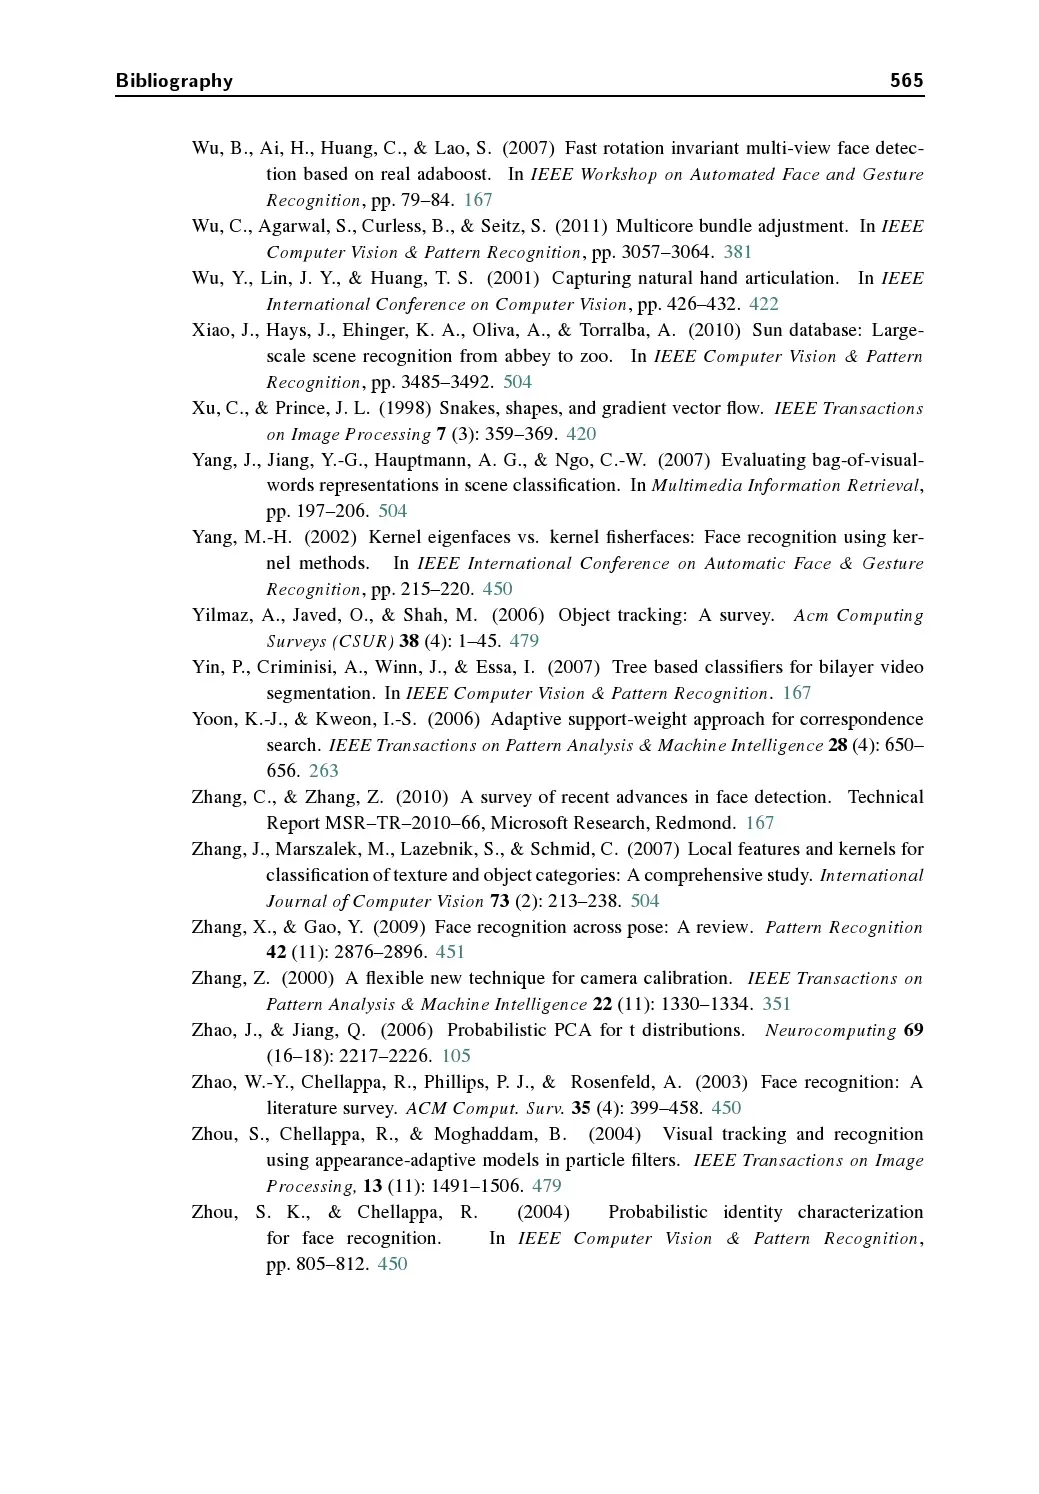 Bibliography 565
Wu, B., Ai, H., Huang, C., & Lao, S. (2007) Fast rotation invariant multi-view face detec-
tion based on real adaboost. In IEEE Workshop on Automated Face and Gesture
Recognition, pp. 79–84. 167
Wu, C., Agarwal, S., Curless, B., & Seitz, S. (2011) Multicore bundle adjustment. In IEEE
Computer Vision & Pattern Recognition, pp. 3057–3064. 381
Wu, Y., Lin, J. Y., & Huang, T. S. (2001) Capturing natural hand articulation. In IEEE
International Conference on Computer Vision, pp. 426–432. 422
Xiao, J., Hays, J., Ehinger, K. A., Oliva, A., & Torralba, A. (2010) Sun database: Large-
scale scene recognition from abbey to zoo. In IEEE Computer Vision & Pattern
Recognition, pp. 3485–3492. 504
Xu, C., & Prince, J. L. (1998) Snakes, shapes, and gradient vector flow. IEEE Transactions
on Image Processing 7 (3): 359–369. 420
Yang, J., Jiang, Y.-G., Hauptmann, A. G., & Ngo, C.-W. (2007) Evaluating bag-of-visual-
words representations in scene classification. In Multimedia Information Retrieval,
pp. 197–206. 504
Yang, M.-H. (2002) Kernel eigenfaces vs. kernel fisherfaces: Face recognition using ker-
nel methods. In IEEE International Conference on Automatic Face & Gesture
Recognition, pp. 215–220. 450
Yilmaz, A., Javed, O., & Shah, M. (2006) Object tracking: A survey. Acm Computing
Surveys (CSUR) 38 (4): 1–45. 479
Yin, P., Criminisi, A., Winn, J., & Essa, I. (2007) Tree based classifiers for bilayer video
segmentation. In IEEE Computer Vision & Pattern Recognition. 167
Yoon, K.-J., & Kweon, I.-S. (2006) Adaptive support-weight approach for correspondence
search. IEEE Transactions on Pattern Analysis & Machine Intelligence 28 (4): 650–
656. 263
Zhang, C., & Zhang, Z. (2010) A survey of recent advances in face detection. Technical
Report MSR–TR–2010–66, Microsoft Research, Redmond. 167
Zhang, J., Marszalek, M., Lazebnik, S., & Schmid, C. (2007) Local features and kernels for
classification of texture and object categories: A comprehensive study. International
Journal of Computer Vision 73 (2): 213–238. 504
Zhang, X., & Gao, Y. (2009) Face recognition across pose: A review. Pattern Recognition
42 (11): 2876–2896. 451
Zhang, Z. (2000) A flexible new technique for camera calibration. IEEE Transactions on
Pattern Analysis & Machine Intelligence 22 (11): 1330–1334. 351
Zhao, J., & Jiang, Q. (2006) Probabilistic PCA for t distributions. Neurocomputing 69
(16–18): 2217–2226. 105
Zhao, W.-Y., Chellappa, R., Phillips, P. J., & Rosenfeld, A. (2003) Face recognition: A
literature survey. ACM Comput. Surv. 35 (4): 399–458. 450
Zhou, S., Chellappa, R., & Moghaddam, B. (2004) Visual tracking and recognition
using appearance-adaptive models in particle filters. IEEE Transactions on Image
Processing, 13 (11): 1491–1506. 479
Zhou, S. K., & Chellappa, R. (2004) Probabilistic identity characterization
for face recognition. In IEEE Computer Vision & Pattern Recognition,
pp. 805–812. 450